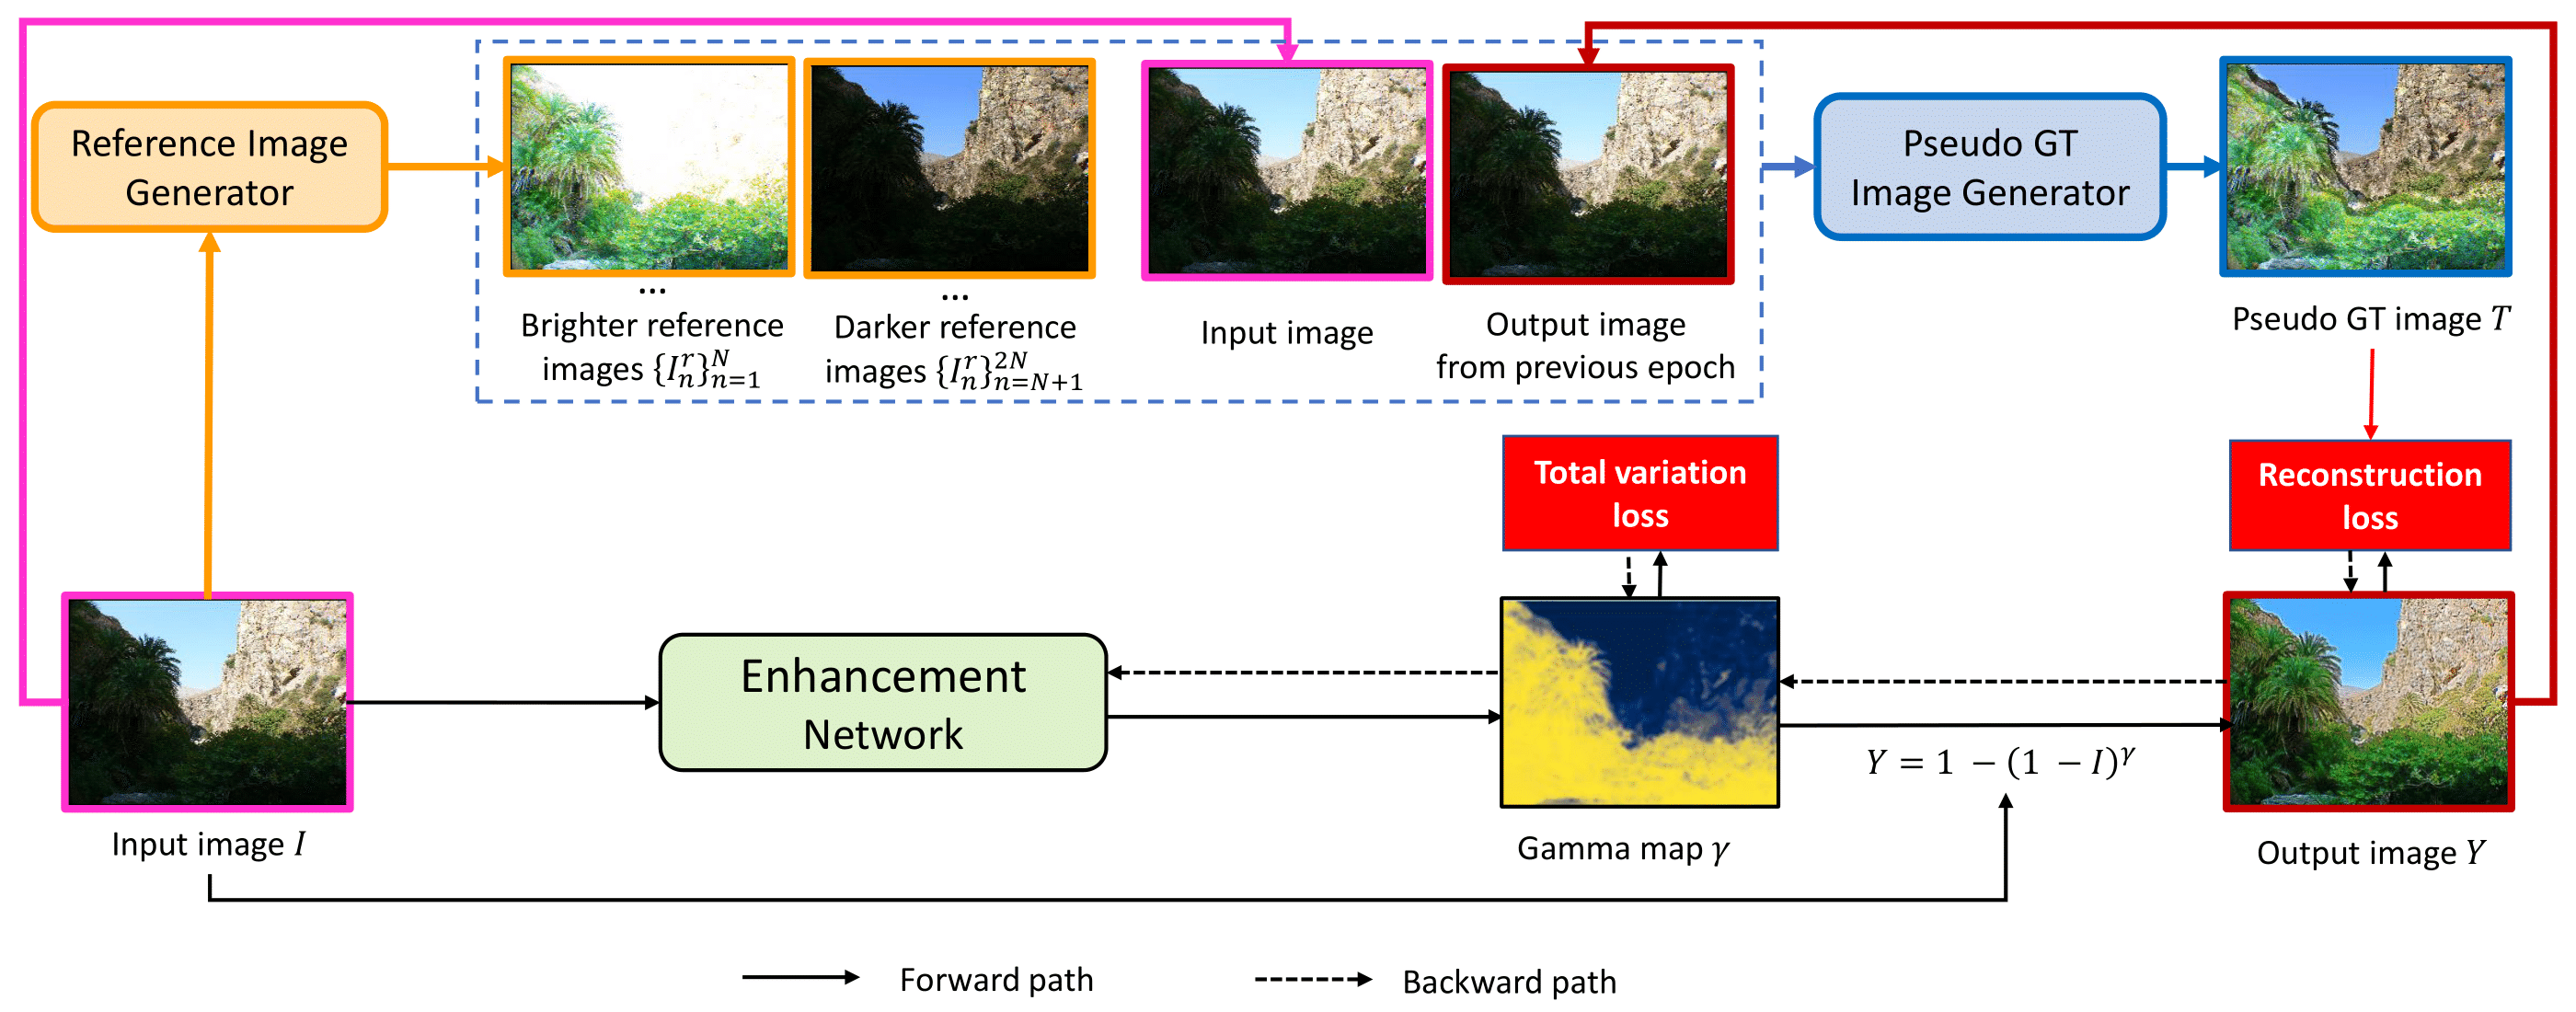 Reference Image
Generator
...
Brighter reference
images {I_n^r}_{n=1}^N
...
Darker reference
images {I_n^r}_{n=N+1}^{2N}
Input image
Output image
from previous epoch
Pseudo GT
Image Generator
Pseudo GT image T
Total variation
loss
Reconstruction
loss
Enhancement
Network
Y = 1 − (1 − I)^γ
Input image I
Gamma map γ
Output image Y
Forward path
Backward path